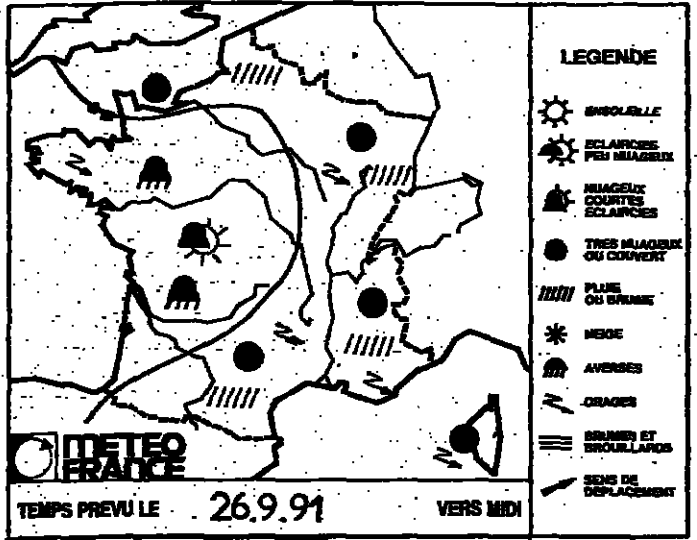 LEGENDE
ENSOLEILLE
ECLAIRCIES
PEU NUAGEUX
NUAGEUX
COURTES
ECLAIRCIES
TRES NUAGEUX
OU COUVERT
PLUIE
OU BRUINE
NEIGE
AVERSES
ORAGES
BRUMES ET
BROUILLARDS
SENS DE
DEPLACEMENT
METEO
FRANCE
TEMPS PREVU LE 26.9.91 VERS MIDI